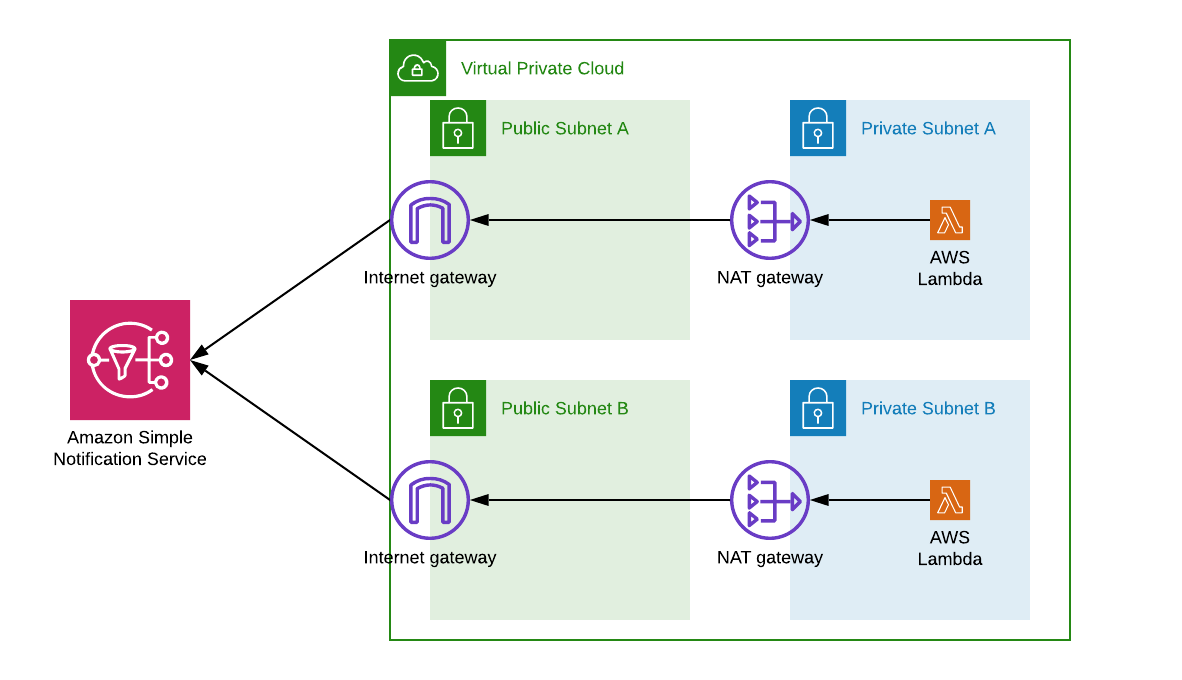 Virtual Private Cloud
Public Subnet A
Private Subnet A
Internet gateway
NAT gateway
AWS
Lambda
Amazon Simple
Notification Service
Public Subnet B
Private Subnet B
Internet gateway
NAT gateway
AWS
Lambda